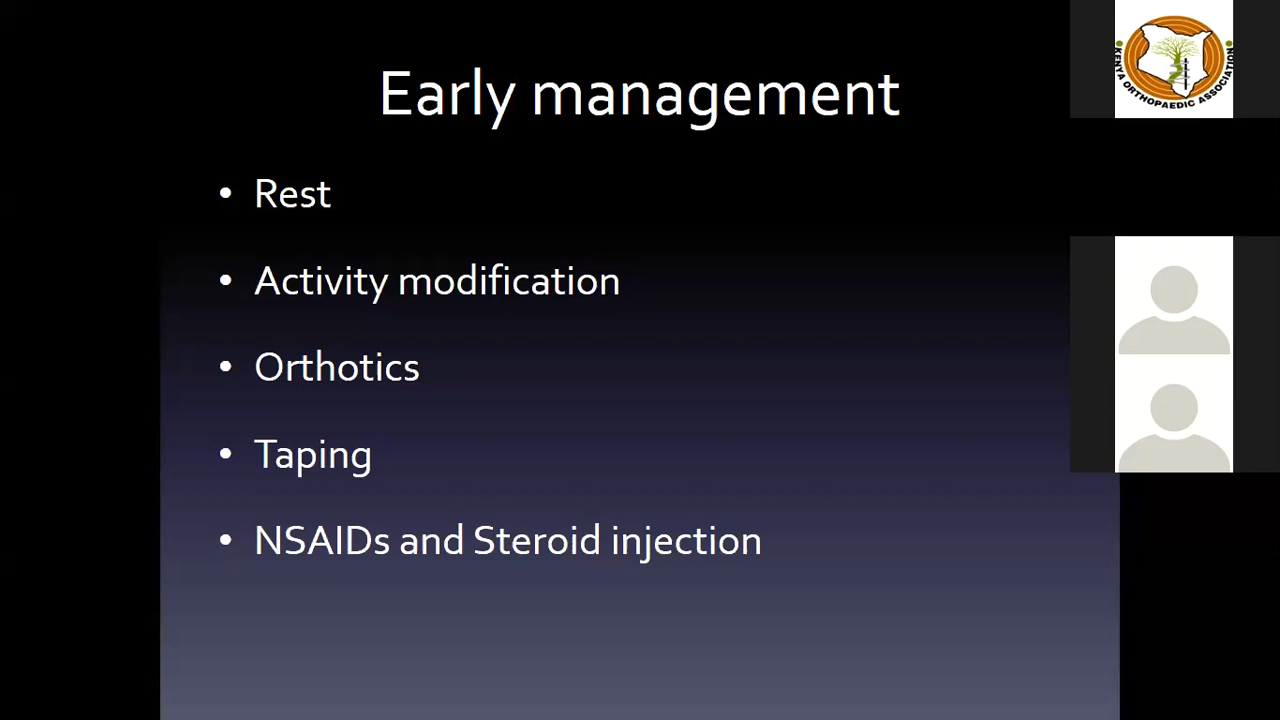 Early management
• Rest
• Activity modification
• Orthotics
• Taping
• NSAIDs and Steroid injection
KENYA ORTHOPAEDIC ASSOCIATION